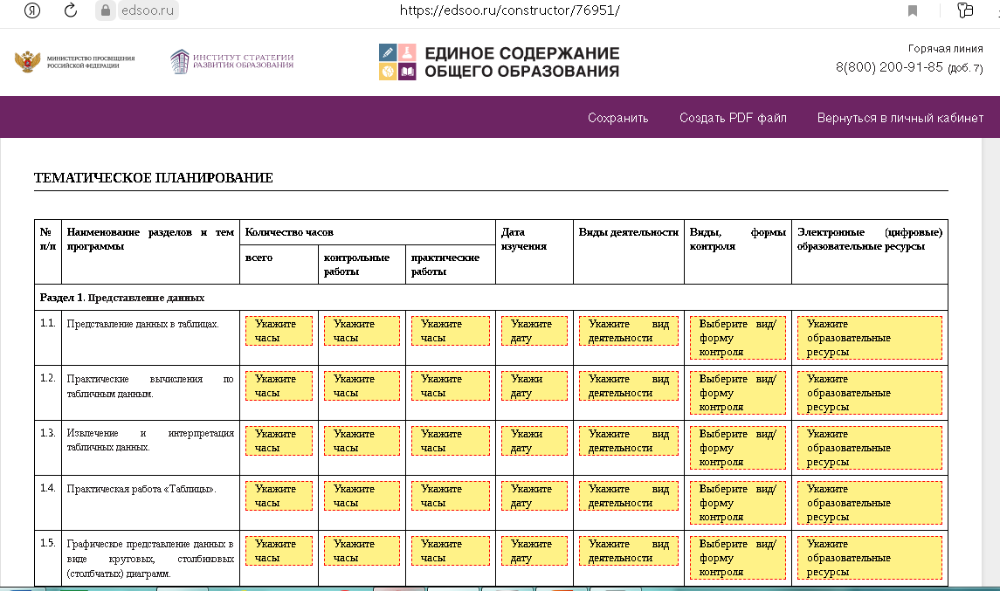 Я edsoo.ru https://edsoo.ru/constructor/76951/
МИНИСТЕРСТВО ПРОСВЕЩЕНИЯ
РОССИЙСКОЙ ФЕДЕРАЦИИ
ИНСТИТУТ СТРАТЕГИИ
РАЗВИТИЯ ОБРАЗОВАНИЯ
ЕДИНОЕ СОДЕРЖАНИЕ
ОБЩЕГО ОБРАЗОВАНИЯ
Горячая линия
8(800) 200-91-85 (доб. 7)
Сохранить Создать PDF файл Вернуться в личный кабинет
ТЕМАТИЧЕСКОЕ ПЛАНИРОВАНИЕ
№
п/п
Наименование разделов и тем
программы
Количество часов
всего
контрольные
работы
практические
работы
Дата
изучения
Виды деятельности
Виды, формы
контроля
Электронные (цифровые)
образовательные ресурсы
Раздел 1. Представление данных
1.1.
Представление данных в таблицах.
Укажите
часы
Укажите
часы
Укажите
часы
Укажите
дату
Укажите вид
деятельности
Выберите вид/
форму
контроля
Укажите
образовательные
ресурсы
1.2.
Практические вычисления по
табличным данным.
Укажите
часы
Укажите
часы
Укажите
часы
Укажи
дату
Укажите вид
деятельности
Выберите вид/
форму
контроля
Укажите
образовательные
ресурсы
1.3.
Извлечение и интерпретация
табличных данных.
Укажите
часы
Укажите
часы
Укажите
часы
Укажи
дату
Укажите вид
деятельности
Выберите вид/
форму
контроля
Укажите
образовательные
ресурсы
1.4.
Практическая работа «Таблицы».
Укажите
часы
Укажите
часы
Укажите
часы
Укажите
дату
Укажите вид
деятельности
Выберите вид/
форму
контроля
Укажите
образовательные
ресурсы
1.5.
Графическое представление данных в
виде круговых, столбиковых
(столбчатых) диаграмм.
Укажите
часы
Укажите
часы
Укажите
часы
Укажите
дату
Укажите вид
деятельности
Выберите вид/
форму
контроля
Укажите
образовательные
ресурсы